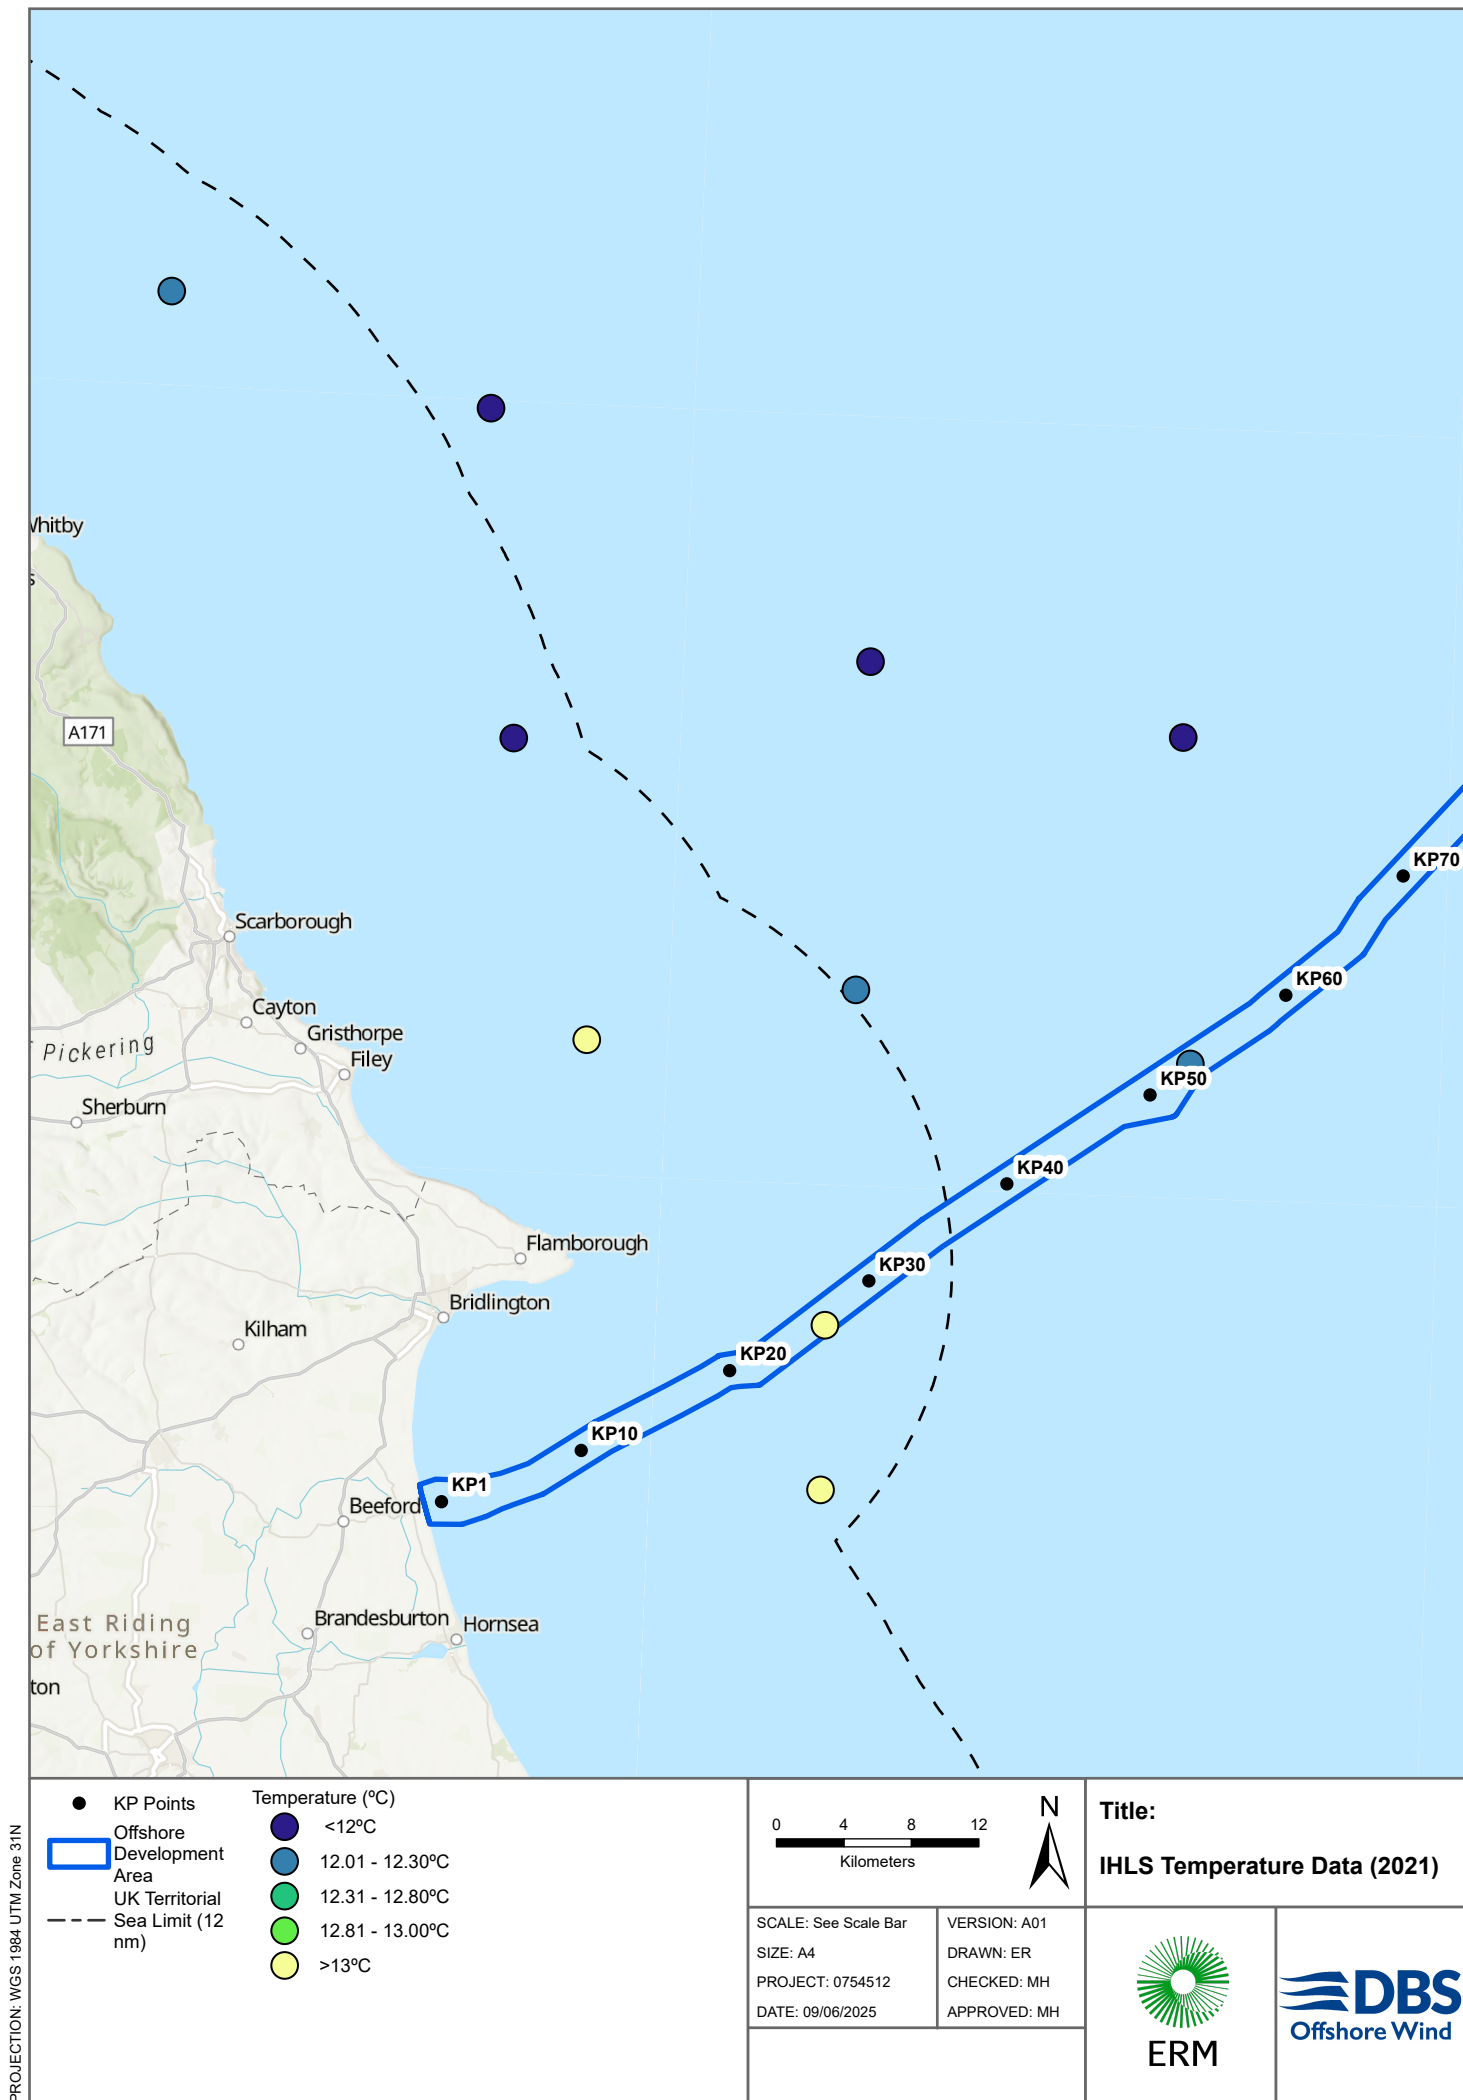 Whitby
s
A171
Scarborough
Cayton
Gristhorpe
Filey
Pickering
Sherburn
Flamborough
Bridlington
Kilham
Beeford
Brandesburton
Hornsea
East Riding
of Yorkshire
ton
KP70
KP60
KP50
KP40
KP30
KP20
KP10
KP1
PROJECTION: WGS 1984 UTM Zone 31N
KP Points
Offshore
Development
Area
UK Territorial
Sea Limit (12
nm)
Temperature (ºC)
<12ºC
12.01 - 12.30ºC
12.31 - 12.80ºC
12.81 - 13.00ºC
>13ºC
0 4 8 12
Kilometers
N
SCALE: See Scale Bar
SIZE: A4
PROJECT: 0754512
DATE: 09/06/2025
VERSION: A01
DRAWN: ER
CHECKED: MH
APPROVED: MH
Title:
IHLS Temperature Data (2021)
ERM
DBS
Offshore Wind